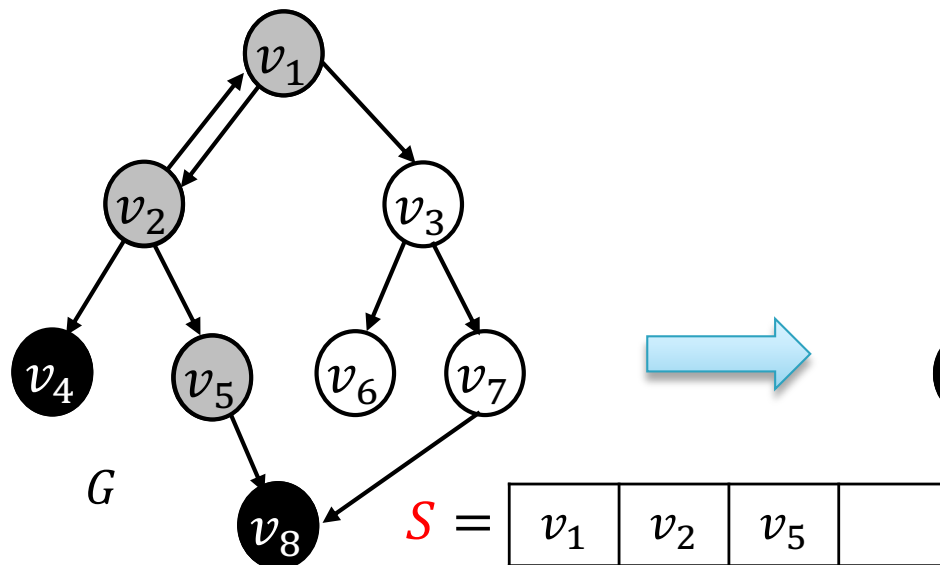 v₁
v₂ v₃
v₄ v₅ v₆ v₇
G
v₈ S = v₁ v₂ v₅